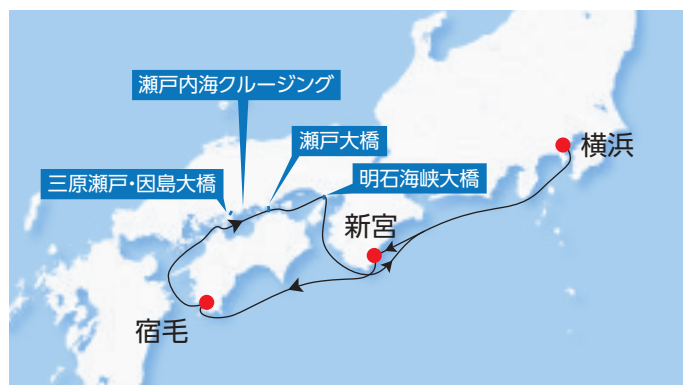 瀬戸内海クルージング
瀬戸大橋
横浜
三原瀬戸・因島大橋
明石海峡大橋
新宮
宿毛